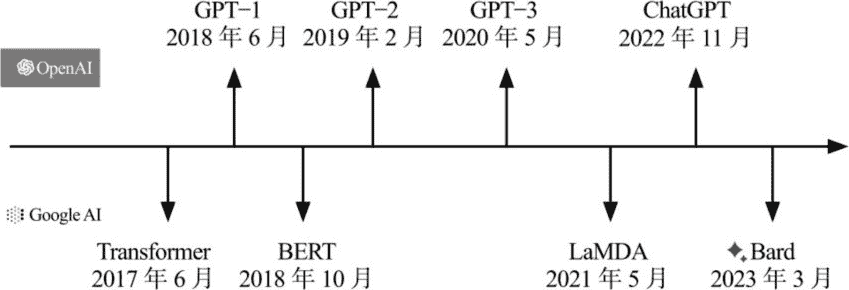 GPT-1 GPT-2 GPT-3 ChatGPT
2018 年 6 月 2019 年 2 月 2020 年 5 月 2022 年 11 月
OpenAI
Google AI
Transformer BERT LaMDA Bard
2017 年 6 月 2018 年 10 月 2021 年 5 月 2023 年 3 月